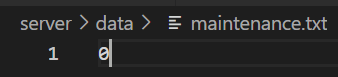 server > data > maintenance.txt
1 0